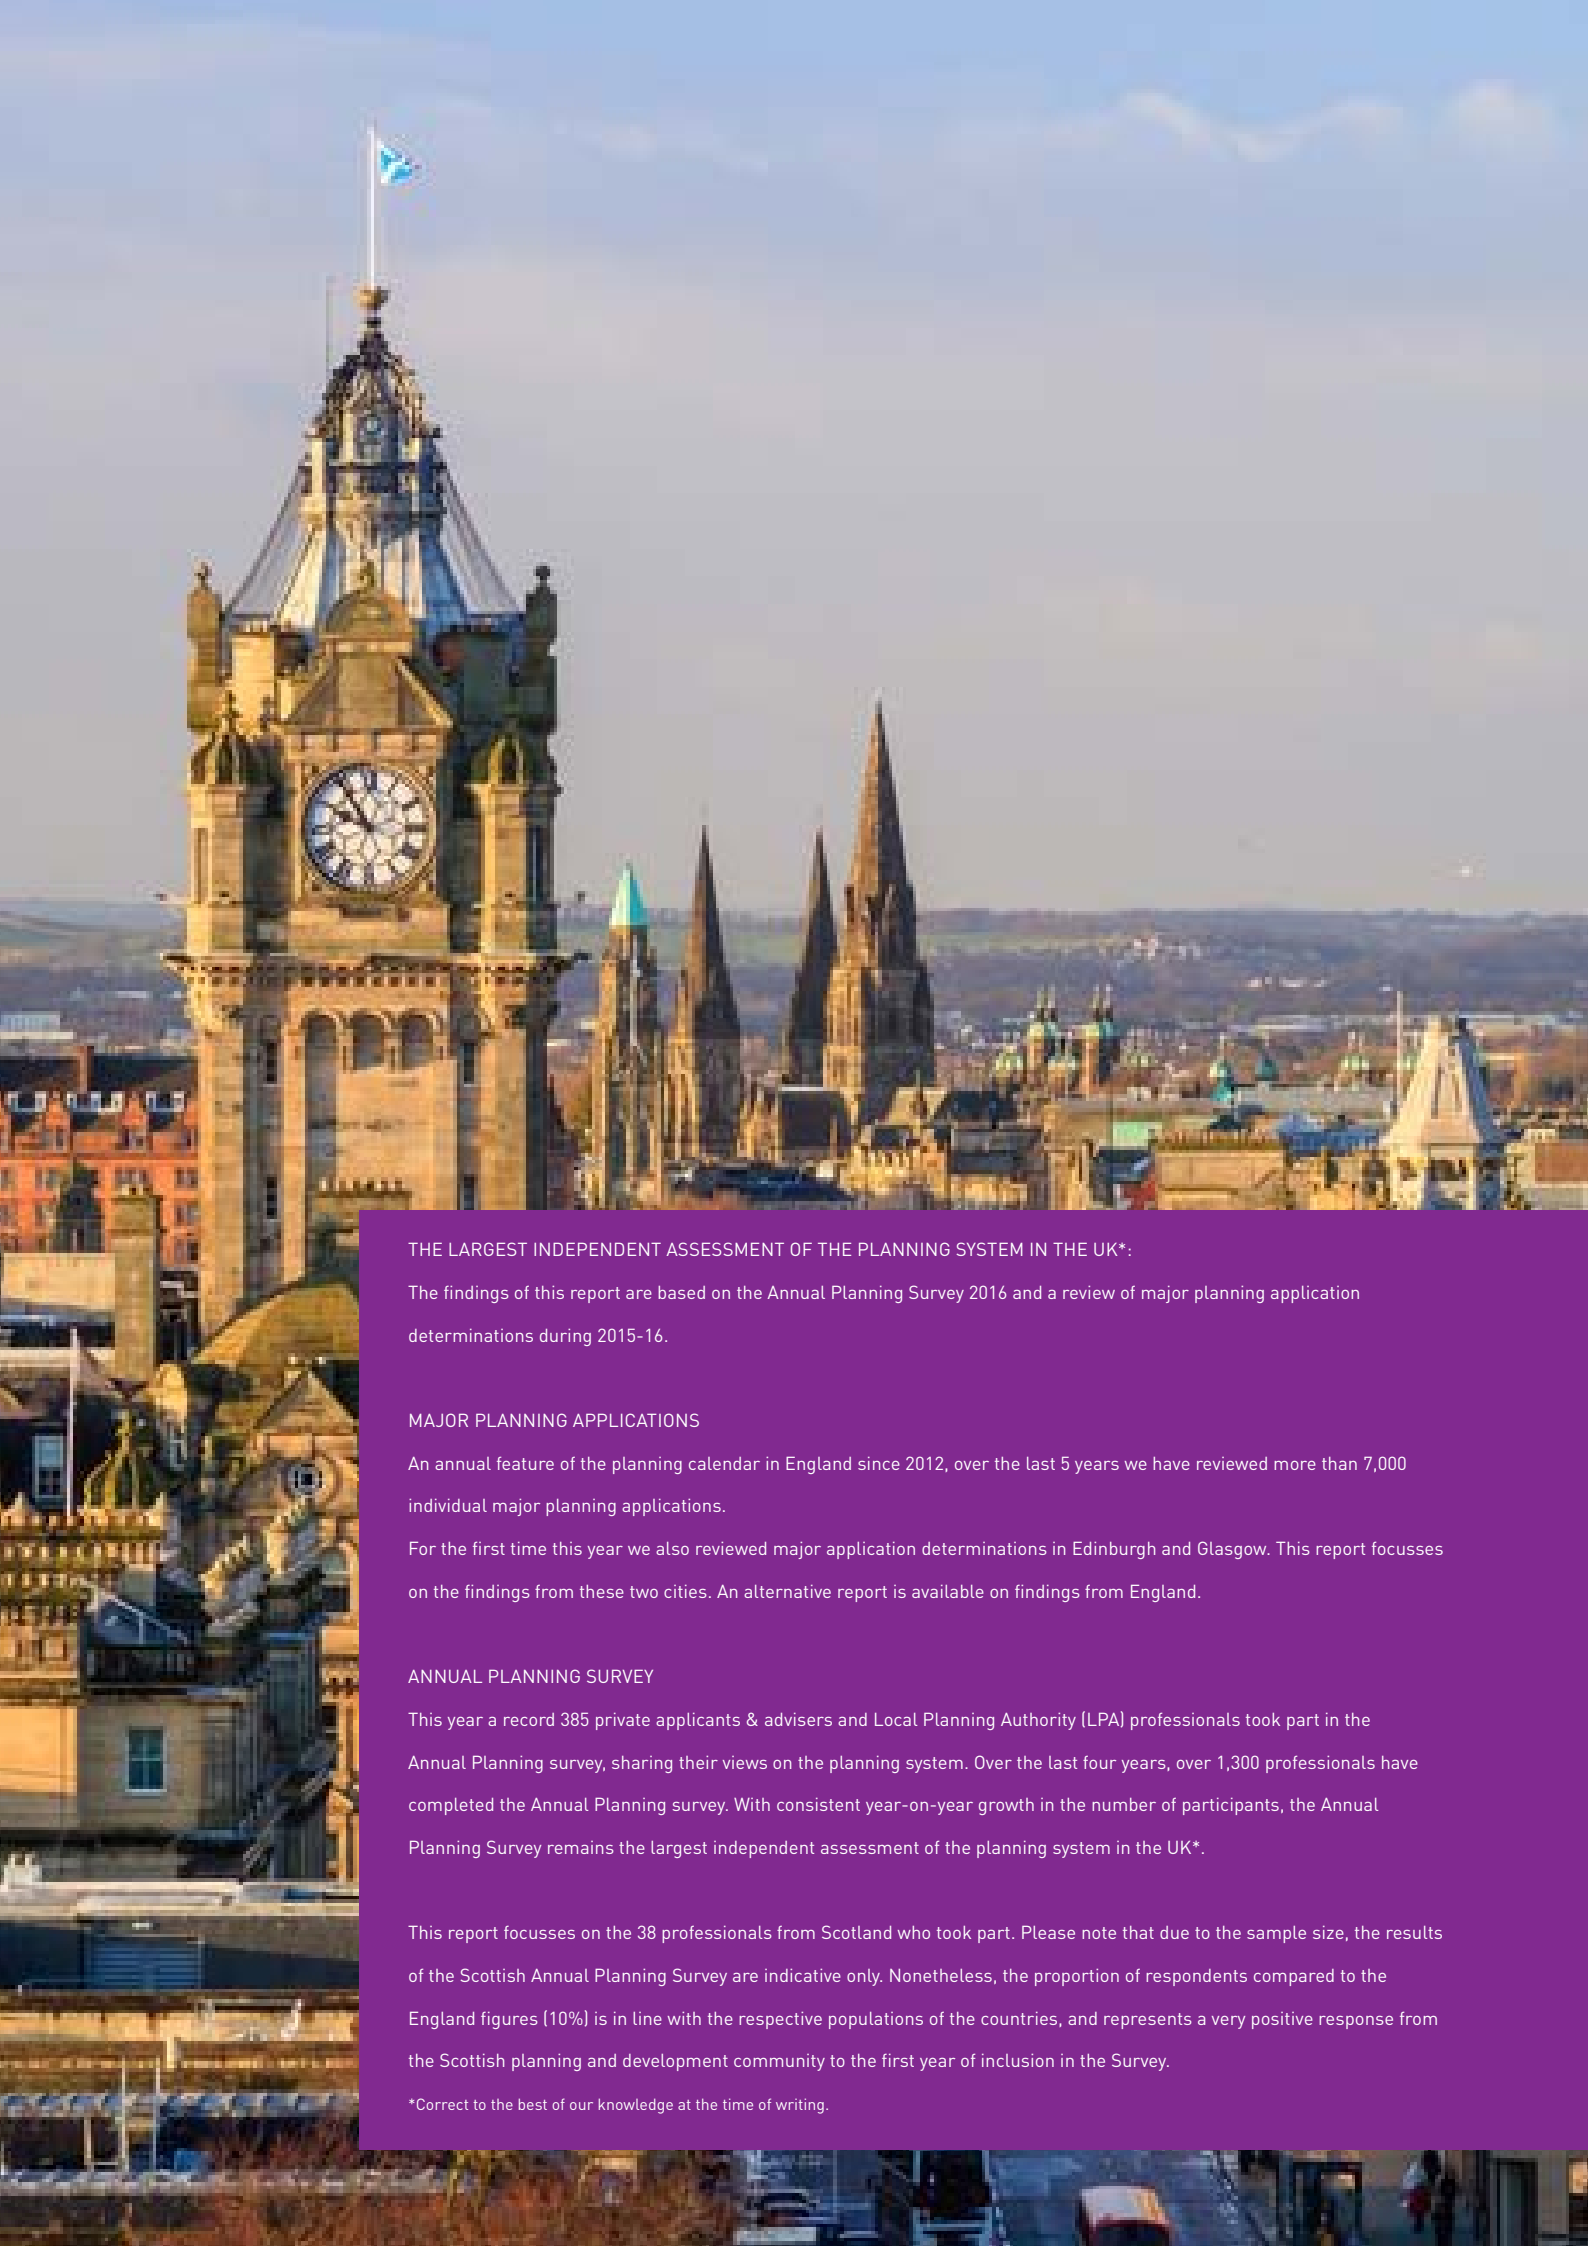 THE LARGEST INDEPENDENT ASSESSMENT OF THE PLANNING SYSTEM IN THE UK*:
The findings of this report are based on the Annual Planning Survey 2016 and a review of major planning application
determinations during 2015-16.
MAJOR PLANNING APPLICATIONS
An annual feature of the planning calendar in England since 2012, over the last 5 years we have reviewed more than 7,000
individual major planning applications.
For the first time this year we also reviewed major application determinations in Edinburgh and Glasgow. This report focusses
on the findings from these two cities. An alternative report is available on findings from England.
ANNUAL PLANNING SURVEY
This year a record 385 private applicants & advisers and Local Planning Authority (LPA) professionals took part in the
Annual Planning survey, sharing their views on the planning system. Over the last four years, over 1,300 professionals have
completed the Annual Planning survey. With consistent year-on-year growth in the number of participants, the Annual
Planning Survey remains the largest independent assessment of the planning system in the UK*.
This report focusses on the 38 professionals from Scotland who took part. Please note that due to the sample size, the results
of the Scottish Annual Planning Survey are indicative only. Nonetheless, the proportion of respondents compared to the
England figures (10%) is in line with the respective populations of the countries, and represents a very positive response from
the Scottish planning and development community to the first year of inclusion in the Survey.
*Correct to the best of our knowledge at the time of writing.